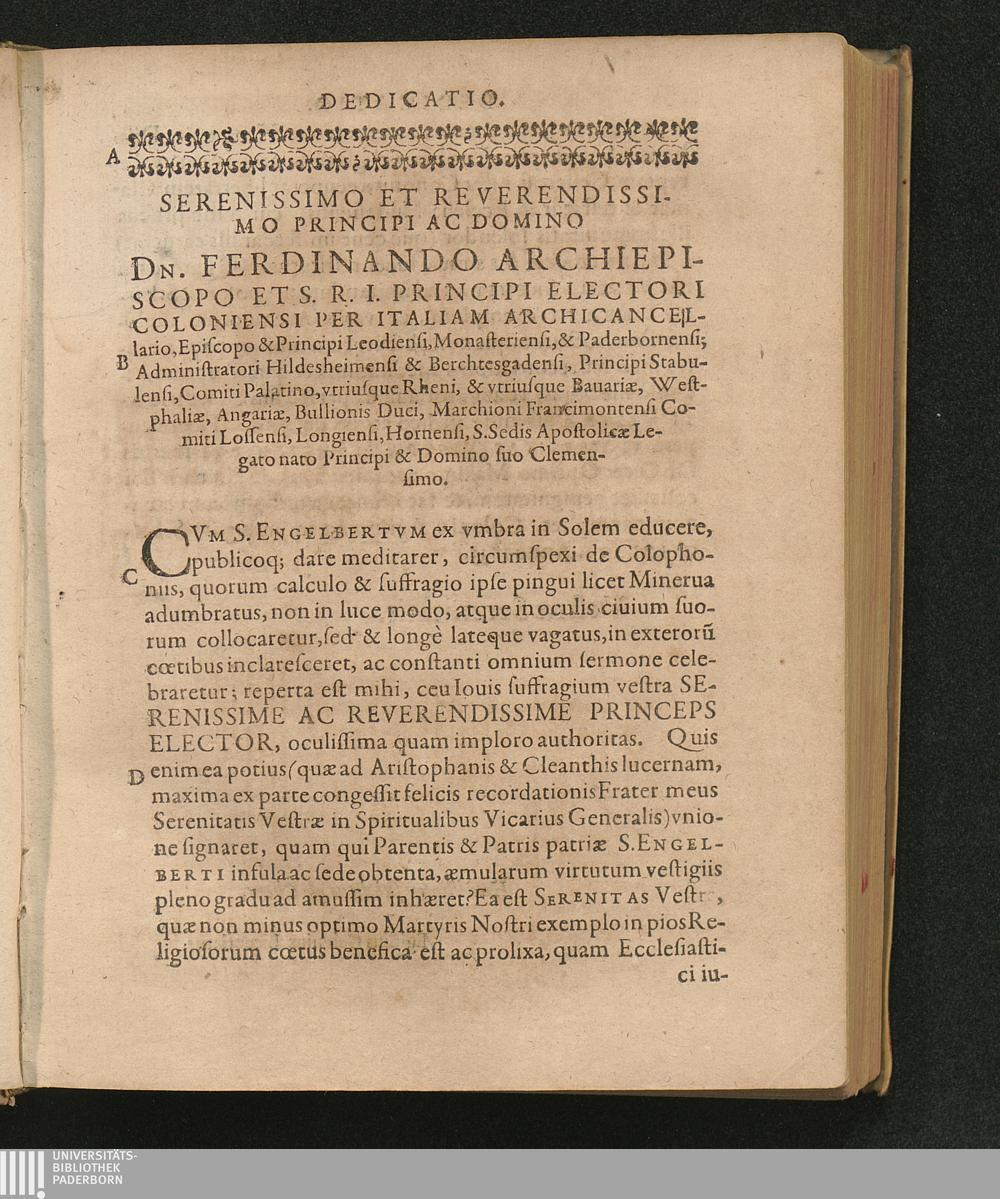 DEDICATIO.
A
SERENISSIMO ET REVERENDISSI-
MO PRINCIPI AC DOMINO
DN. FERDINANDO ARCHIEPI-
SCOPO ET S. R. I. PRINCIPI ELECTORI
COLONIENSI PER ITALIAM ARCHICANCEL-
lario, Epiſcopo & Principi Leodienſi, Monaſterienſi, & Paderbornenſi;
B Adminiſtratori Hildesheimenſi & Berchtesgadenſi, Principi Stabu-
lenſi, Comiti Palatino, vtriuſque Rheni, & vtriuſque Bauariæ, Weſt-
phaliæ, Angariæ, Bullionis Duci, Marchioni Francimontenſi Co-
miti Loſſenſi, Longienſi, Hornenſi, S. Sedis Apoſtolicæ Le-
gato nato Principi & Domino ſuo Clemen-
ſimo.
CVM S. ENGELBERTVM ex vmbra in Solem educere,
publicoq; dare meditarer, circumſpexi de Colopho-
C niis, quorum calculo & ſuffragio ipſe pingui licet Minerua
adumbratus, non in luce modo, atque in oculis ciuium ſuo-
rum collocaretur, ſed & longè lateque vagatus, in exterorũ
cœtibus inclareſceret, ac conſtanti omnium ſermone cele-
braretur; reperta eſt mihi, ceu Iouis ſuffragium veſtra SE-
RENISSIME AC REVERENDISSIME PRINCEPS
ELECTOR, oculiſſima quam imploro authoritas. Quis
D enim ea potius (quæ ad Ariſtophanis & Cleanthis lucernam,
maxima ex parte congeſſit felicis recordationis Frater meus
Serenitatis Veſtræ in Spiritualibus Vicarius Generalis) vnio-
ne ſignaret, quam qui Parentis & Patris patriæ S. ENGEL-
BERTI infula ac ſede obtenta, æmularum virtutum veſtigiis
pleno gradu ad amuſſim inhæret? Ea eſt SERENITAS Veſtr ,
quæ non minus optimo Martyris Noſtri exemplo in pios Re-
ligioſorum cœtus benefica eſt ac prolixa, quam Eccleſiaſti-
ci iu-
UNIVERSITÄTS-
BIBLIOTHEK
PADERBORN